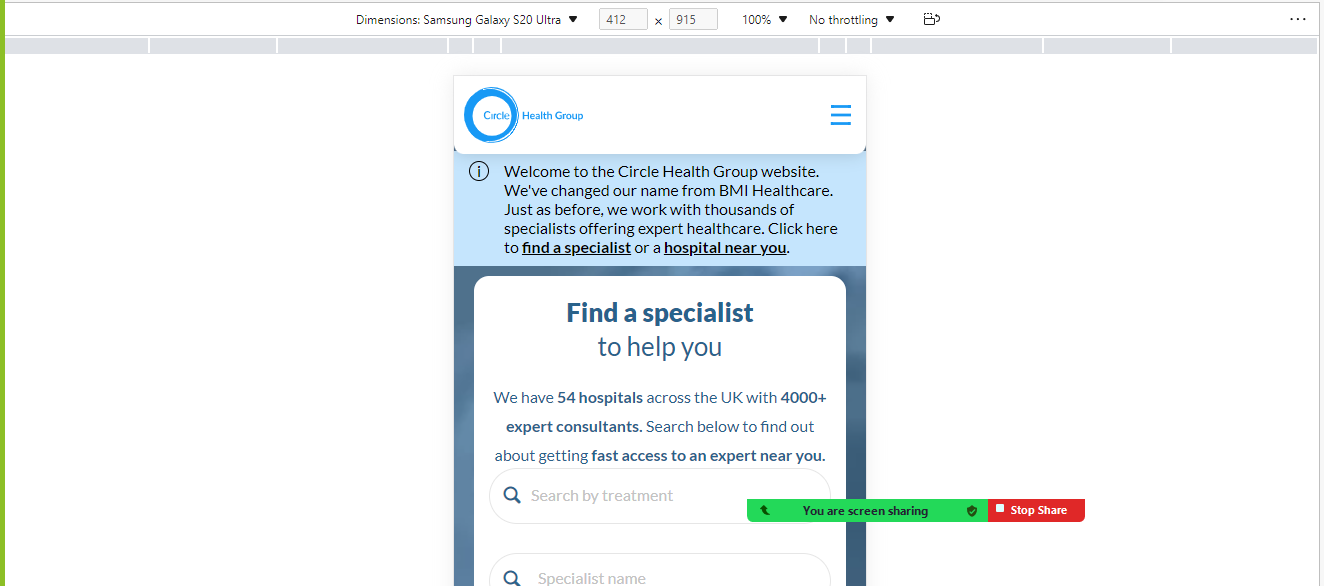 Dimensions: Samsung Galaxy S20 Ultra ▼ 412 x 915 100% ▼ No throttling ▼
Circle Health Group
Welcome to the Circle Health Group website.
We've changed our name from BMI Healthcare.
Just as before, we work with thousands of
specialists offering expert healthcare. Click here
to find a specialist or a hospital near you.
Find a specialist
to help you
We have 54 hospitals across the UK with 4000+
expert consultants. Search below to find out
about getting fast access to an expert near you.
Search by treatment
You are screen sharing Stop Share
Specialist name